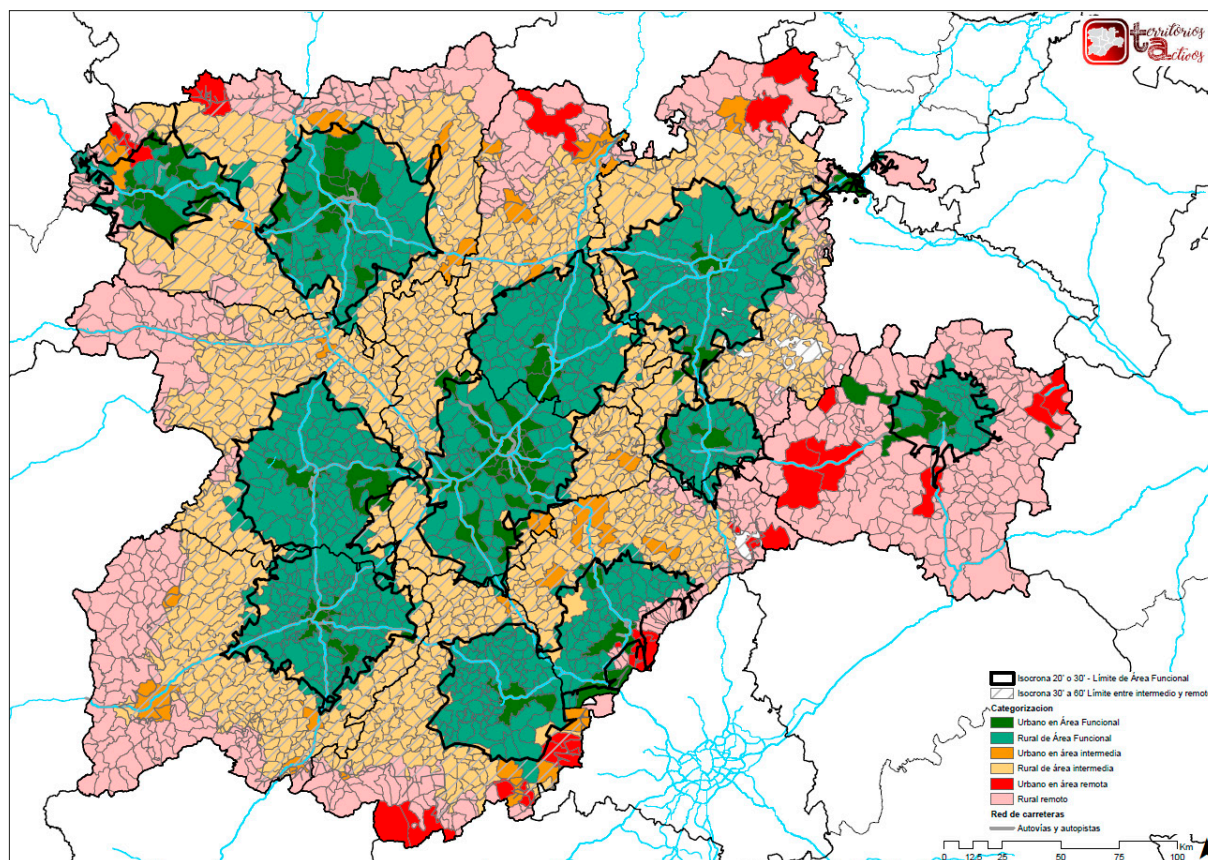 territórios
activos
Isocrona 20' o 30' - Límite de Área Funcional
Isocrona 30' a 60' Límite entre intermedio y remoto
Categorizacion
Urbano en Área Funcional
Rural de Área Funcional
Urbano en área intermedia
Rural de área intermedia
Urbano en área remota
Rural remoto
Red de carreteras
Autovías y autopistas
Km
0 12,5 25 50 75 100